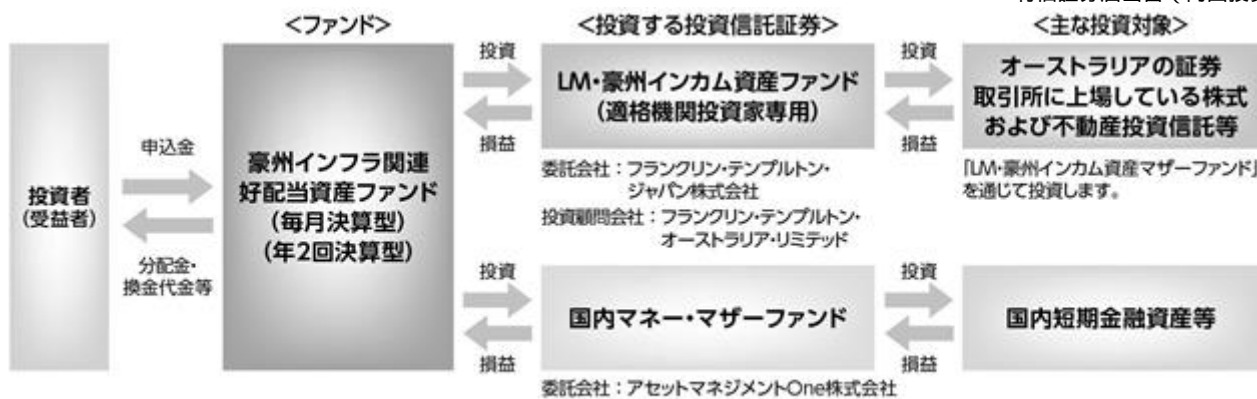 <ファンド>
<投資する投資信託証券>
<主な投資対象>
投資者
(受益者)
申込金
分配金・
換金代金等
豪州インフラ関連
好配当資産ファンド
(毎月決算型)
(年2回決算型)
投資
損益
LM・豪州インカム資産ファンド
(適格機関投資家専用)
委託会社：フランクリン・テンプルトン・
ジャパン株式会社
投資顧問会社：フランクリン・テンプルトン・
オーストラリア・リミテッド
投資
損益
オーストラリアの証券
取引所に上場している株式
および不動産投資信託等
「LM・豪州インカム資産マザーファンド」
を通じて投資します。
投資
損益
国内マネー・マザーファンド
委託会社：アセットマネジメントOne株式会社
投資
損益
国内短期金融資産等